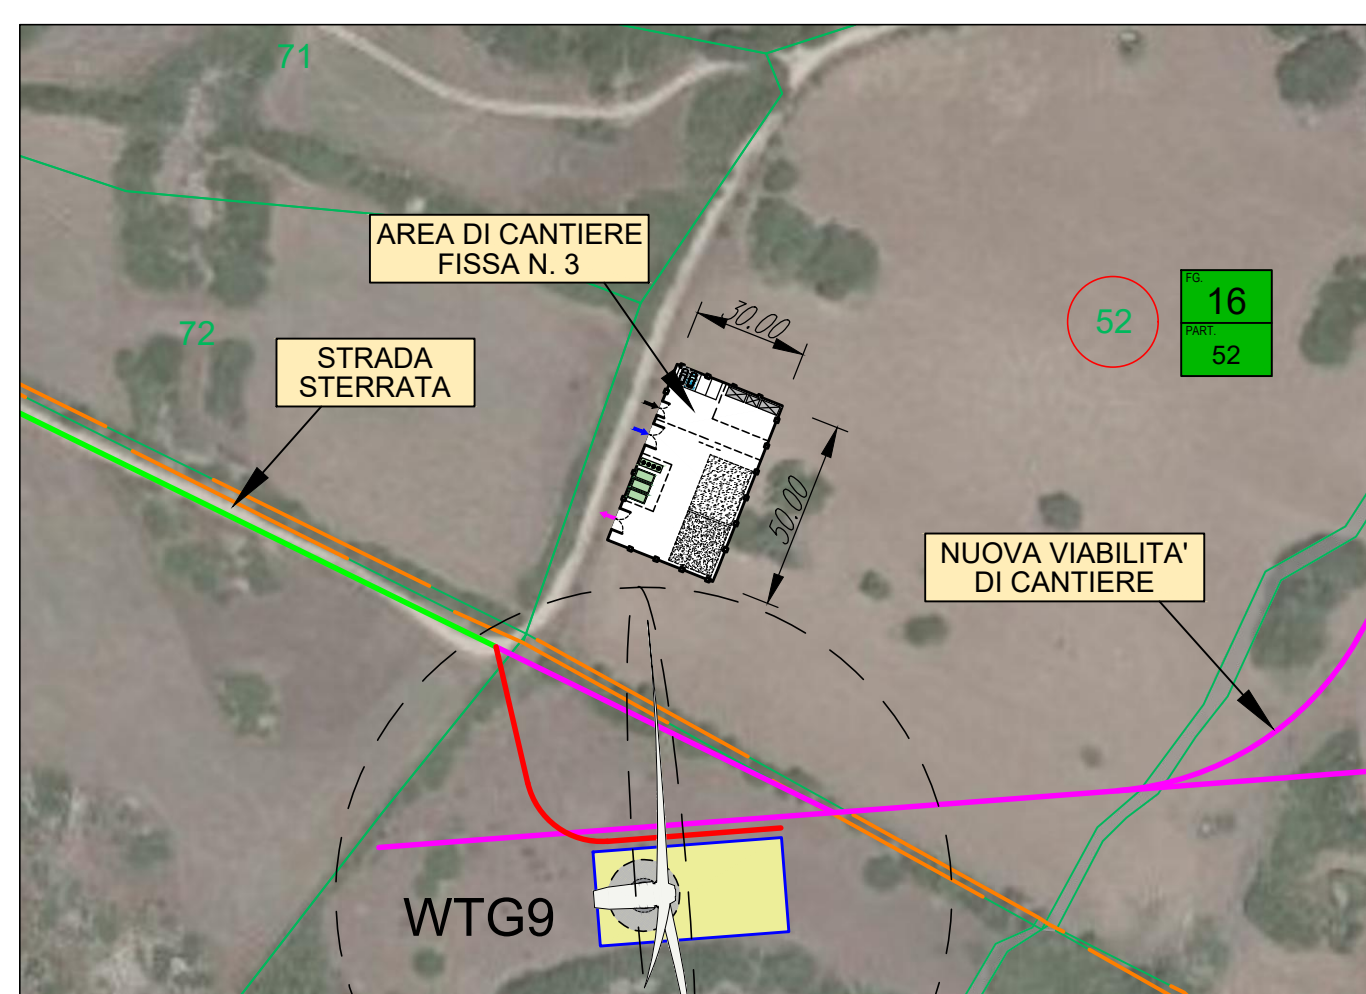 71
AREA DI CANTIERE
FISSA N. 3
72
STRADA
STERRATA
30.00
50.00
52
FG.
16
PART.
52
NUOVA VIABILITA'
DI CANTIERE
WTG9